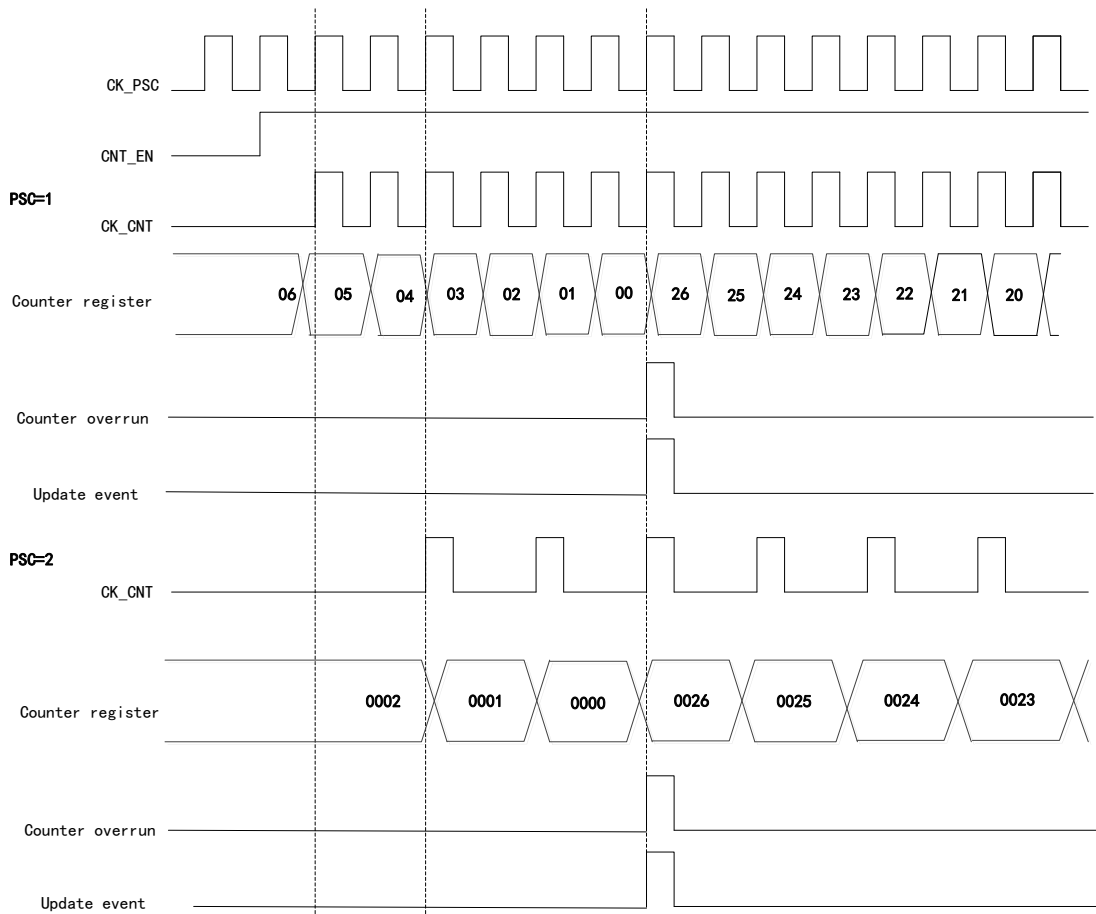 CK_PSC
CNT_EN
PSC=1
CK_CNT
Counter register 06 05 04 03 02 01 00 26 25 24 23 22 21 20
Counter overrun
Update event
PSC=2
CK_CNT
Counter register 0002 0001 0000 0026 0025 0024 0023
Counter overrun
Update event